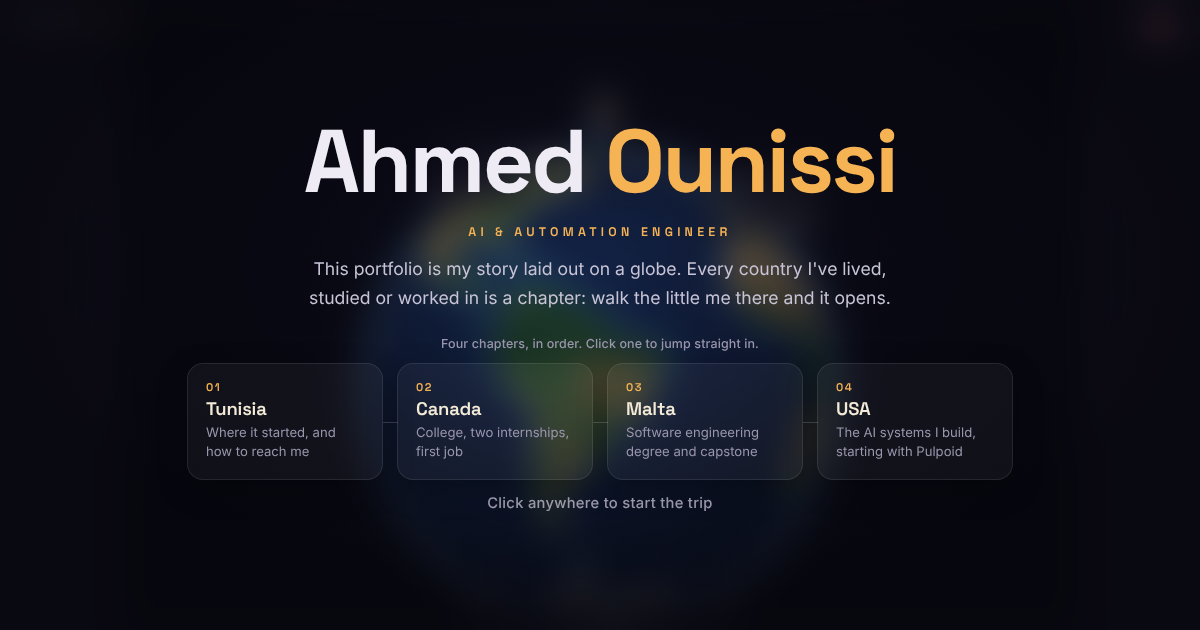 Ahmed Ounissi
AI & AUTOMATION ENGINEER
This portfolio is my story laid out on a globe. Every country I've lived,
studied or worked in is a chapter: walk the little me there and it opens.
Four chapters, in order. Click one to jump straight in.
01
Tunisia
Where it started, and
how to reach me
02
Canada
College, two internships,
first job
03
Malta
Software engineering
degree and capstone
04
USA
The AI systems I build,
starting with Pulpoid
Click anywhere to start the trip